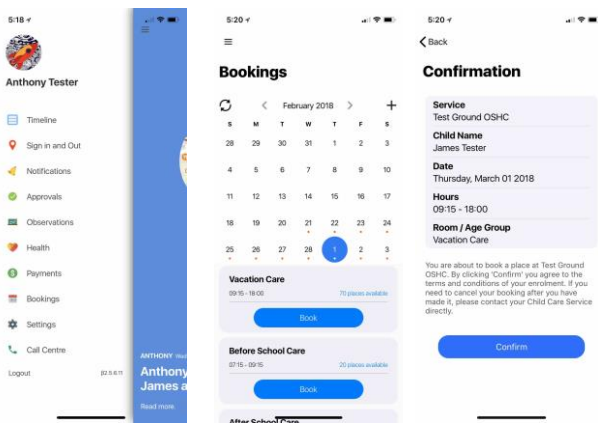 5:18
Anthony Tester
Timeline
Sign in and Out
Notifications
Approvals
Observations
Health
Payments
Bookings
Settings
Call Centre
Logout
β2.5.6.11
ANTHONY
Anthony
James a
Read more.
5:20
Bookings
February 2018
S M T W T F S
28 29 30 31 1 2 3
4 5 6 7 8 9 10
11 12 13 14 15 16 17
18 19 20 21 22 23 24
25 26 27 28 1 2 3
Vacation Care
09:15 - 18:00 70 places available
Book
Before School Care
07:15 - 09:15 20 places available
Book
After School Care
5:20
Back
Confirmation
Service
Test Ground OSHC
Child Name
James Tester
Date
Thursday, March 01 2018
Hours
09:15 - 18:00
Room / Age Group
Vacation Care
You are about to book a place at Test Ground
OSHC. By clicking 'Confirm' you agree to the
terms and conditions of your enrolment. If you
need to cancel your booking after you have
made it, please contact your Child Care Service
directly.
Confirm